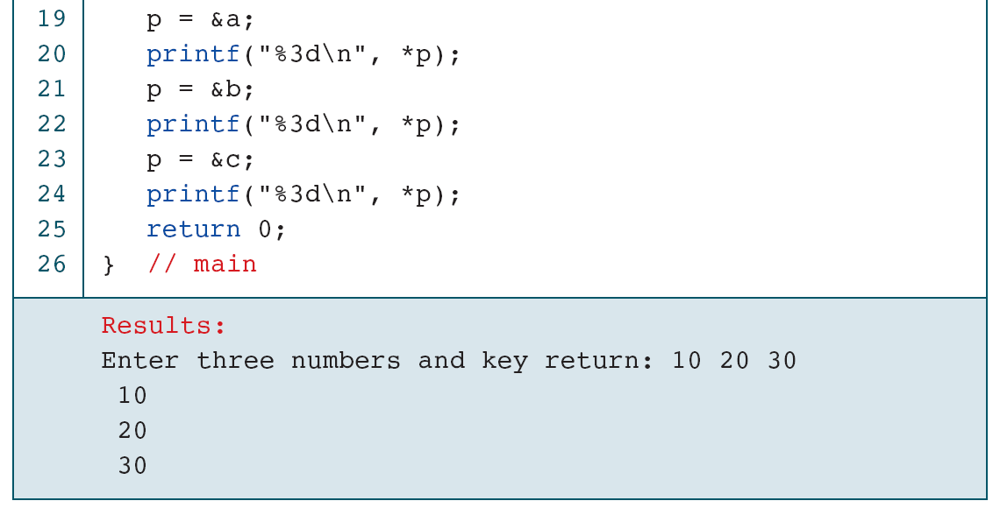 19    p = &a;
20    printf("%3d\n", *p);
21    p = &b;
22    printf("%3d\n", *p);
23    p = &c;
24    printf("%3d\n", *p);
25    return 0;
26 }  // main
Results:
Enter three numbers and key return: 10 20 30
 10
 20
 30